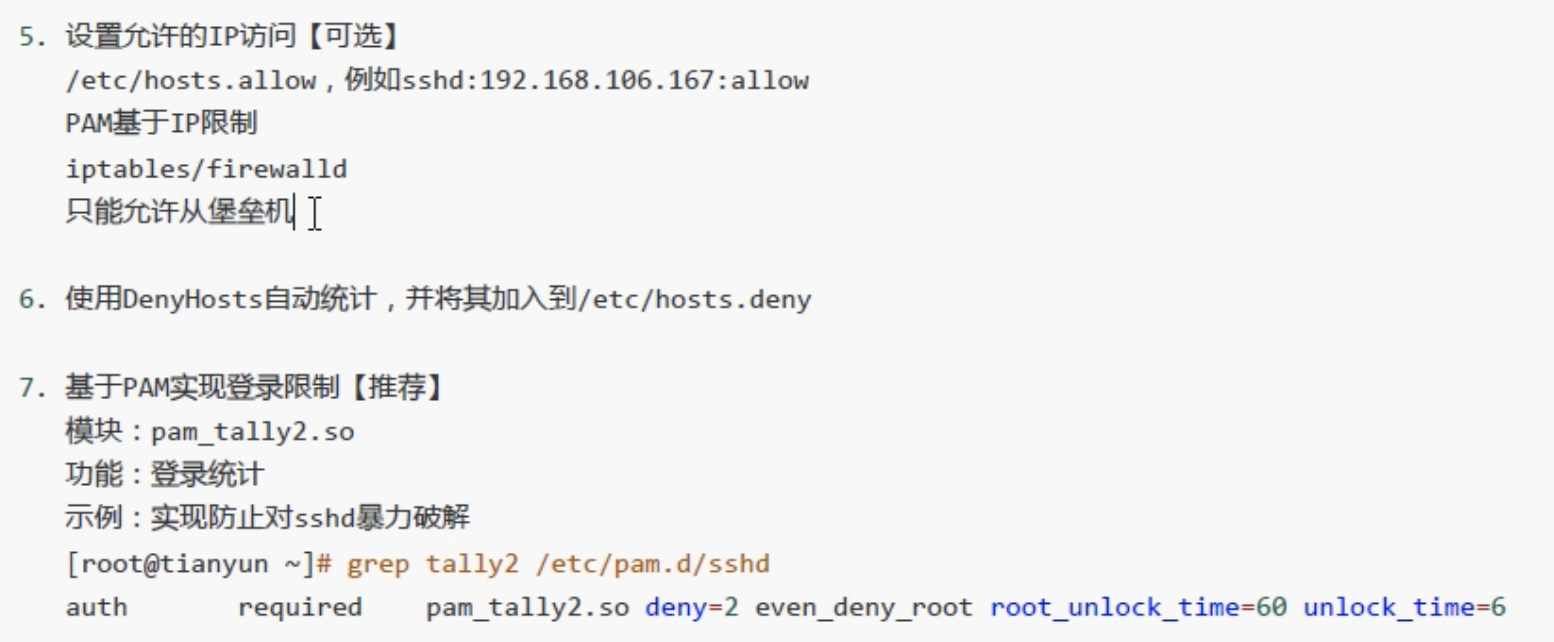 5. 设置允许的IP访问【可选】
/etc/hosts.allow，例如sshd:192.168.106.167:allow
PAM基于IP限制
iptables/firewalld
只能允许从堡垒机
6. 使用DenyHosts自动统计，并将其加入到/etc/hosts.deny
7. 基于PAM实现登录限制【推荐】
模块：pam_tally2.so
功能：登录统计
示例：实现防止对sshd暴力破解
[root@tianyun ~]# grep tally2 /etc/pam.d/sshd
auth required pam_tally2.so deny=2 even_deny_root root_unlock_time=60 unlock_time=6